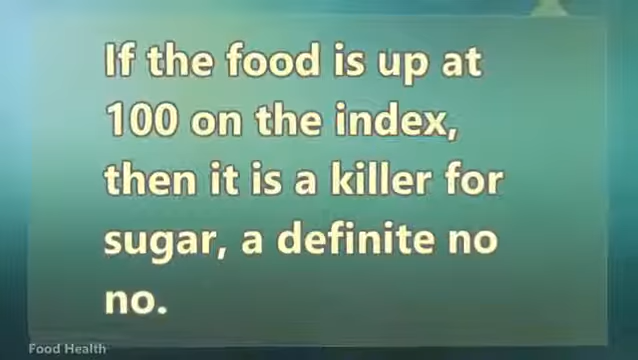 If the food is up at
100 on the index,
then it is a killer for
sugar, a definite no
no.
Food Health